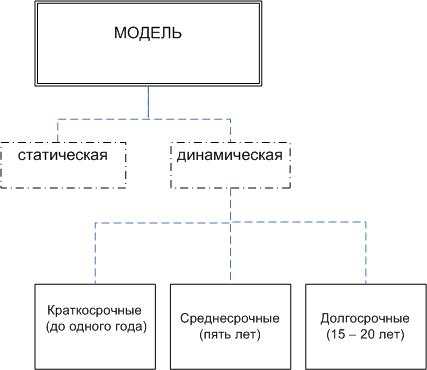 МОДЕЛЬ
статическая
динамическая
Краткосрочные
(до одного года)
Среднесрочные
(пять лет)
Долгосрочные
(15 – 20 лет)